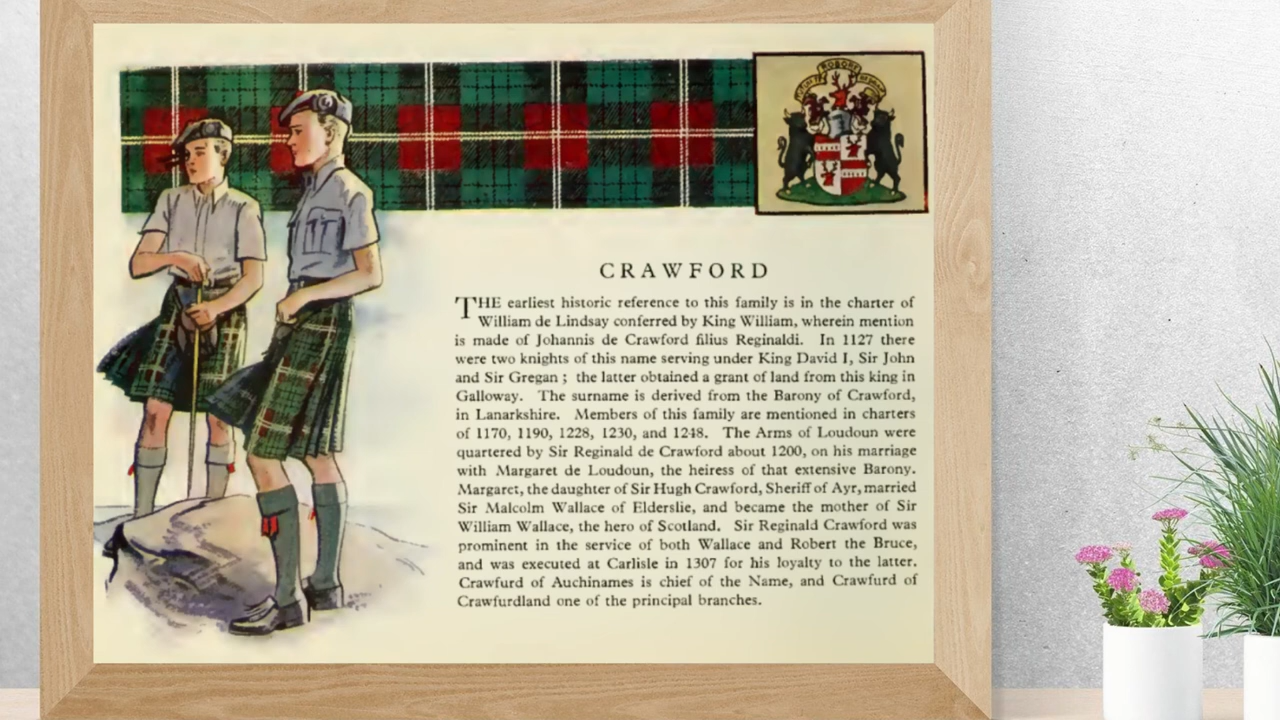 ROBORE
CRAWFORD
THE earliest historic reference to this family is in the charter of
William de Lindsay conferred by King William, wherein mention
is made of Johannis de Crawford filius Reginaldi. In 1127 there
were two knights of this name serving under King David I, Sir John
and Sir Gregan ; the latter obtained a grant of land from this king in
Galloway. The surname is derived from the Barony of Crawford,
in Lanarkshire. Members of this family are mentioned in charters
of 1170, 1190, 1228, 1230, and 1248. The Arms of Loudoun were
quartered by Sir Reginald de Crawford about 1200, on his marriage
with Margaret de Loudoun, the heiress of that extensive Barony.
Margaret, the daughter of Sir Hugh Crawford, Sheriff of Ayr, married
Sir Malcolm Wallace of Elderslie, and became the mother of Sir
William Wallace, the hero of Scotland. Sir Reginald Crawford was
prominent in the service of both Wallace and Robert the Bruce,
and was executed at Carlisle in 1307 for his loyalty to the latter.
Crawfurd of Auchinames is chief of the Name, and Crawfurd of
Crawfurdland one of the principal branches.